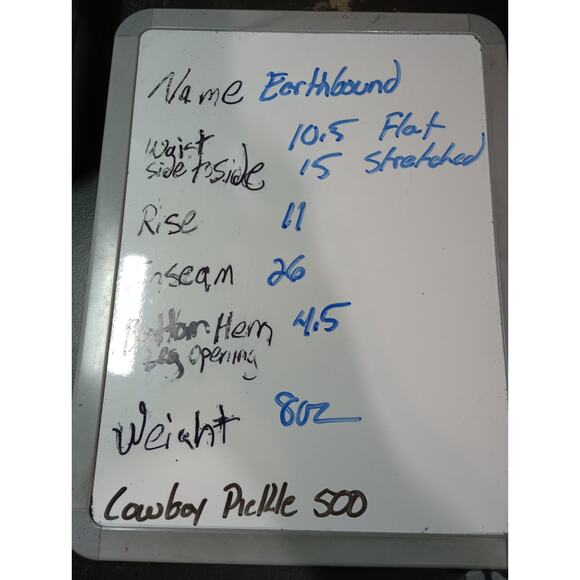 Name Earthbound
Waist 10.5 Flat
side to side 15 stretched
Rise 11
Inseam 26
Bottom Hem 4.5
Leg Opening
Weight 8oz
Cowboy Pickle 500